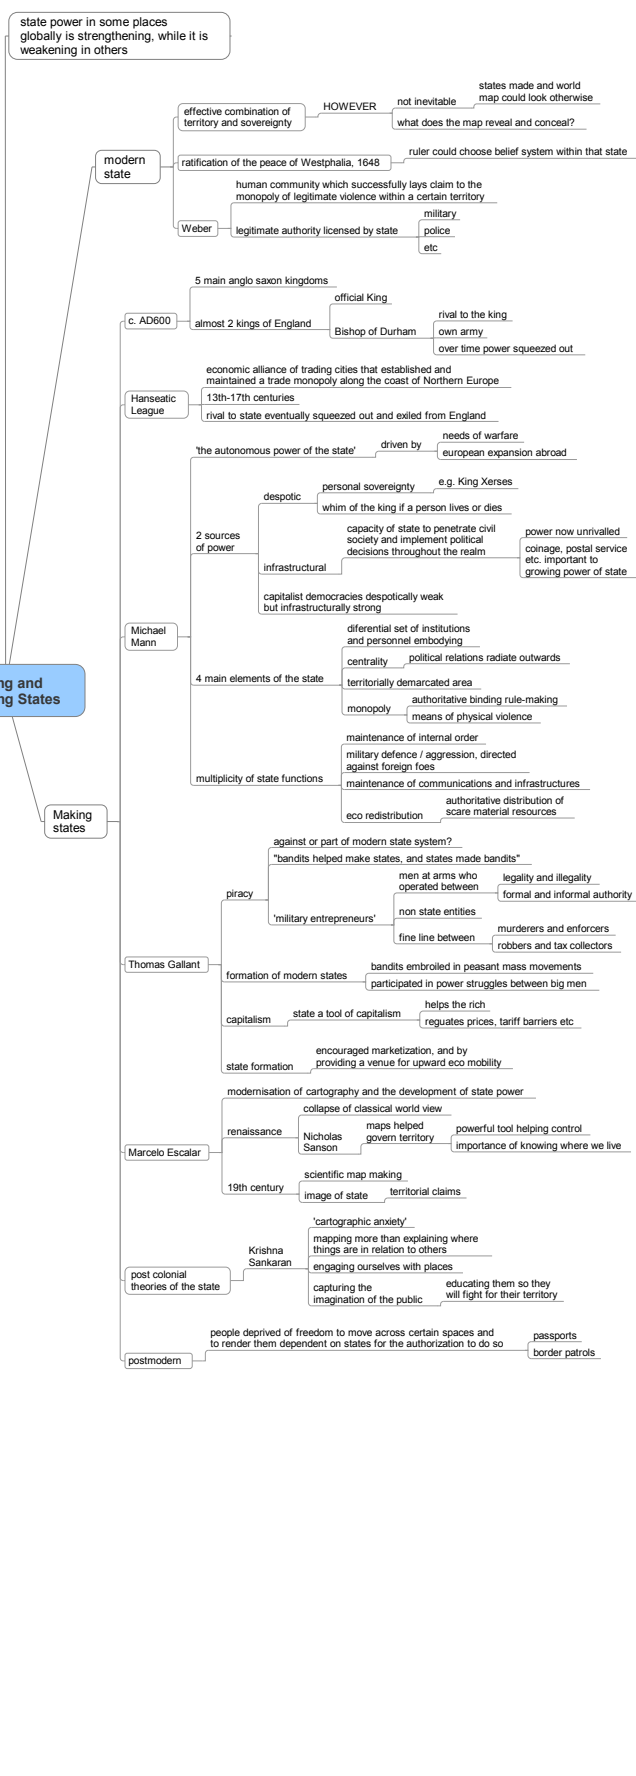 state power in some places
globally is strengthening, while it is
weakening in others
modern
state
effective combination of
territory and sovereignty
HOWEVER
not inevitable
states made and world
map could look otherwise
what does the map reveal and conceal?
ratification of the peace of Westphalia, 1648
ruler could choose belief system within that state
Weber
human community which successfully lays claim to the
monopoly of legitimate violence within a certain territory
legitimate authority licensed by state
military
police
etc
ng and
ng States
Making
states
c. AD600
5 main anglo saxon kingdoms
almost 2 kings of England
official King
Bishop of Durham
rival to the king
own army
over time power squeezed out
Hanseatic
League
economic alliance of trading cities that established and
maintained a trade monopoly along the coast of Northern Europe
13th-17th centuries
rival to state eventually squeezed out and exiled from England
Michael
Mann
'the autonomous power of the state'
driven by
needs of warfare
european expansion abroad
2 sources
of power
despotic
personal sovereignty
e.g. King Xerses
whim of the king if a person lives or dies
infrastructural
capacity of state to penetrate civil
society and implement political
decisions throughout the realm
power now unrivalled
coinage, postal service
etc. important to
growing power of state
capitalist democracies despotically weak
but infrastructurally strong
4 main elements of the state
diferential set of institutions
and personnel embodying
centrality
political relations radiate outwards
territorially demarcated area
monopoly
authoritative binding rule-making
means of physical violence
multiplicity of state functions
maintenance of internal order
military defence / aggression, directed
against foreign foes
maintenance of communications and infrastructures
eco redistribution
authoritative distribution of
scare material resources
Thomas Gallant
piracy
against or part of modern state system?
"bandits helped make states, and states made bandits"
'military entrepreneurs'
men at arms who
operated between
legality and illegality
formal and informal authority
non state entities
fine line between
murderers and enforcers
robbers and tax collectors
formation of modern states
bandits embroiled in peasant mass movements
participated in power struggles between big men
capitalism
state a tool of capitalism
helps the rich
reguates prices, tariff barriers etc
state formation
encouraged marketization, and by
providing a venue for upward eco mobility
Marcelo Escalar
modernisation of cartography and the development of state power
renaissance
collapse of classical world view
Nicholas
Sanson
maps helped
govern territory
powerful tool helping control
importance of knowing where we live
19th century
scientific map making
image of state
territorial claims
post colonial
theories of the state
Krishna
Sankaran
'cartographic anxiety'
mapping more than explaining where
things are in relation to others
engaging ourselves with places
capturing the
imagination of the public
educating them so they
will fight for their territory
postmodern
people deprived of freedom to move across certain spaces and
to render them dependent on states for the authorization to do so
passports
border patrols